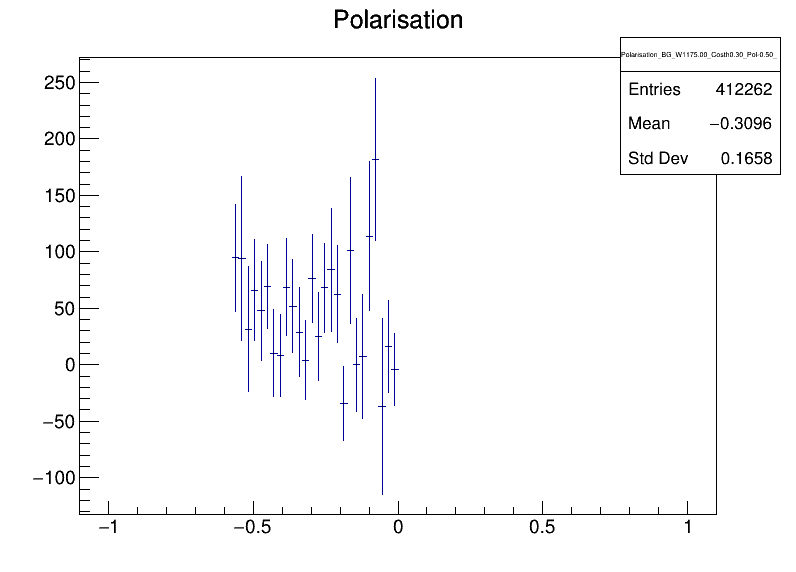 Polarisation
Polarisation_BG_W1175.00_Costh0.30_Pol-0.50_
Entries 412262
Mean −0.3096
Std Dev 0.1658
250
200
150
100
50
0
−50
−100
−1 −0.5 0 0.5 1